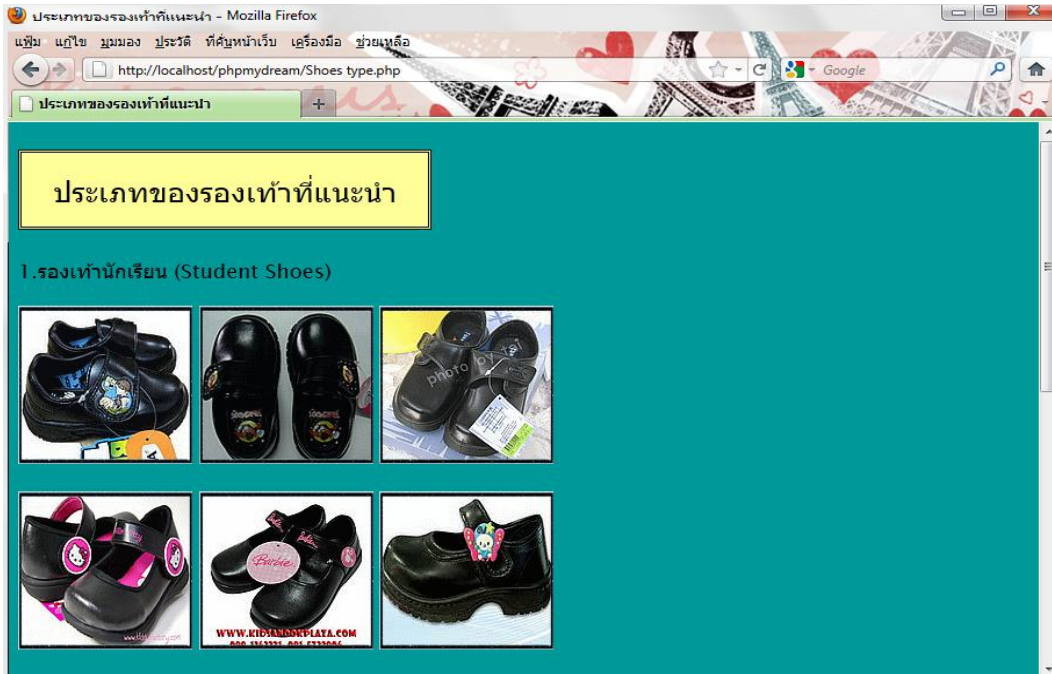 ประเภทของรองเท้าที่แนะนำ - Mozilla Firefox
แฟ้ม แก้ไข มุมมอง ประวัติ ที่คั่นหน้าเว็บ เครื่องมือ ช่วยเหลือ
http://localhost/phpmydream/Shoes type.php
Google
ประเภทของรองเท้าที่แนะนำ
ประเภทของรองเท้าที่แนะนำ
1.รองเท้านักเรียน (Student Shoes)
photo by
Barbie
WWW.KIDSANDORPLAZA.COM